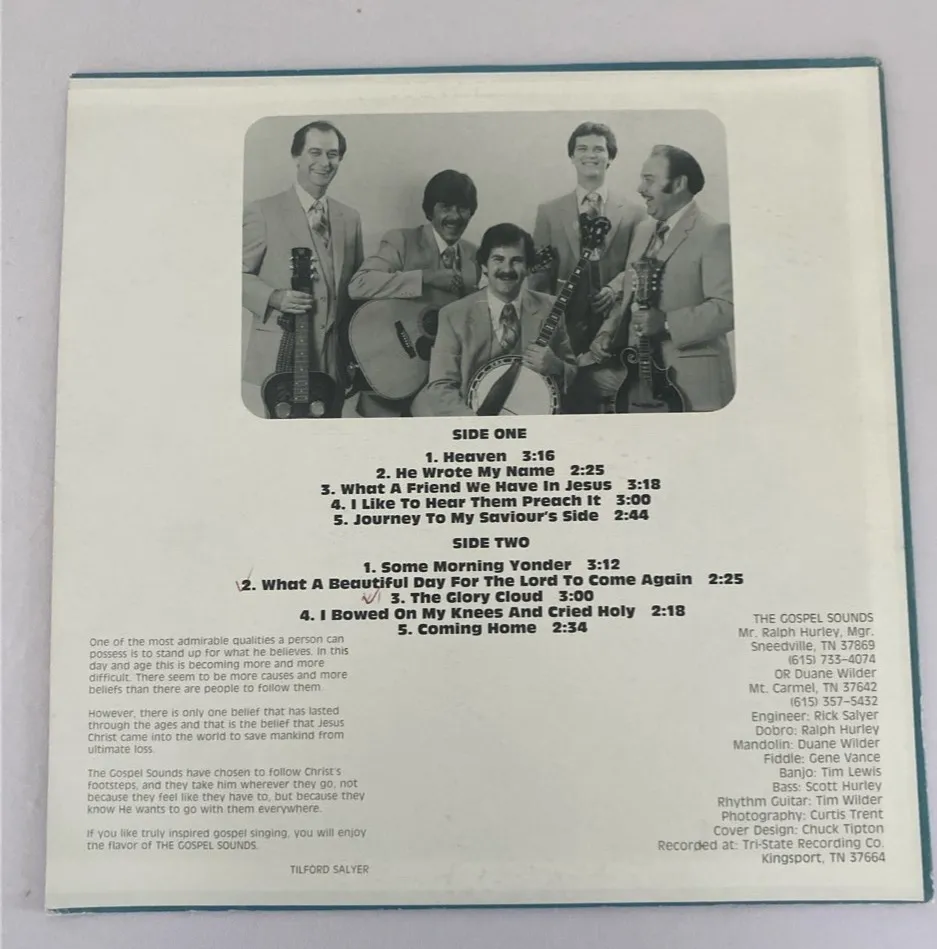 SIDE ONE
1. Heaven 3:16
2. He Wrote My Name 2:25
3. What A Friend We Have In Jesus 3:18
4. I Like To Hear Them Preach It 3:00
5. Journey To My Saviour's Side 2:44
SIDE TWO
1. Some Morning Yonder 3:12
2. What A Beautiful Day For The Lord To Come Again 2:25
3. The Glory Cloud 3:00
4. I Bowed On My Knees And Cried Holy 2:18
5. Coming Home 2:34
One of the most admirable qualities a person can
possess is to stand up for what he believes. In this
day and age this is becoming more and more
difficult. There seem to be more causes and more
beliefs than there are people to follow them.
However, there is only one belief that has lasted
through the ages and that is the belief that Jesus
Christ came into the world to save mankind from
ultimate loss.
The Gospel Sounds have chosen to follow Christ's
footsteps, and they take him wherever they go, not
because they feel like they have to, but because they
know He wants to go with them everywhere.
If you like truly inspired gospel singing, you will enjoy
the flavor of THE GOSPEL SOUNDS.
TILFORD SALYER
THE GOSPEL SOUNDS
Mr. Ralph Hurley, Mgr.
Sneedville, TN 37869
(615) 733-4074
OR Duane Wilder
Mt. Carmel, TN 37642
(615) 357-5432
Engineer: Rick Salyer
Dobro: Ralph Hurley
Mandolin: Duane Wilder
Fiddle: Gene Vance
Banjo: Tim Lewis
Bass: Scott Hurley
Rhythm Guitar: Tim Wilder
Photography: Curtis Trent
Cover Design: Chuck Tipton
Recorded at: Tri-State Recording Co.
Kingsport, TN 37664